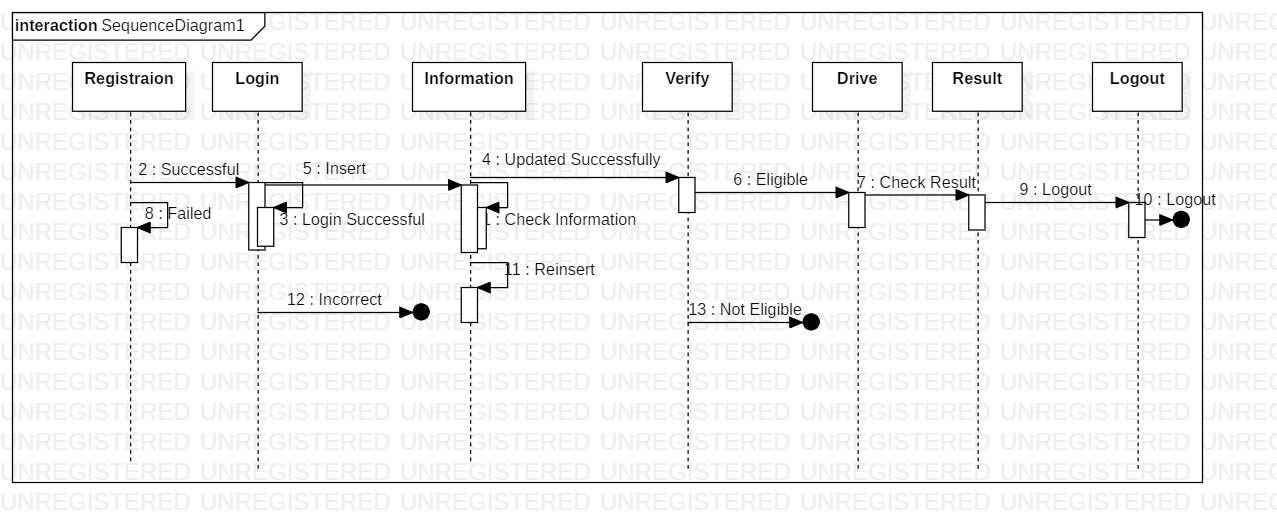 interaction SequenceDiagram1
Registraion
Login
Information
Verify
Drive
Result
Logout
4 : Updated Successfully
2 : Successful
5 : Insert
6 : Eligible
7 : Check Result
9 : Logout
10 : Logout
8 : Failed
3 : Login Successful
1 : Check Information
11 : Reinsert
12 : Incorrect
13 : Not Eligible
UNREGISTERED